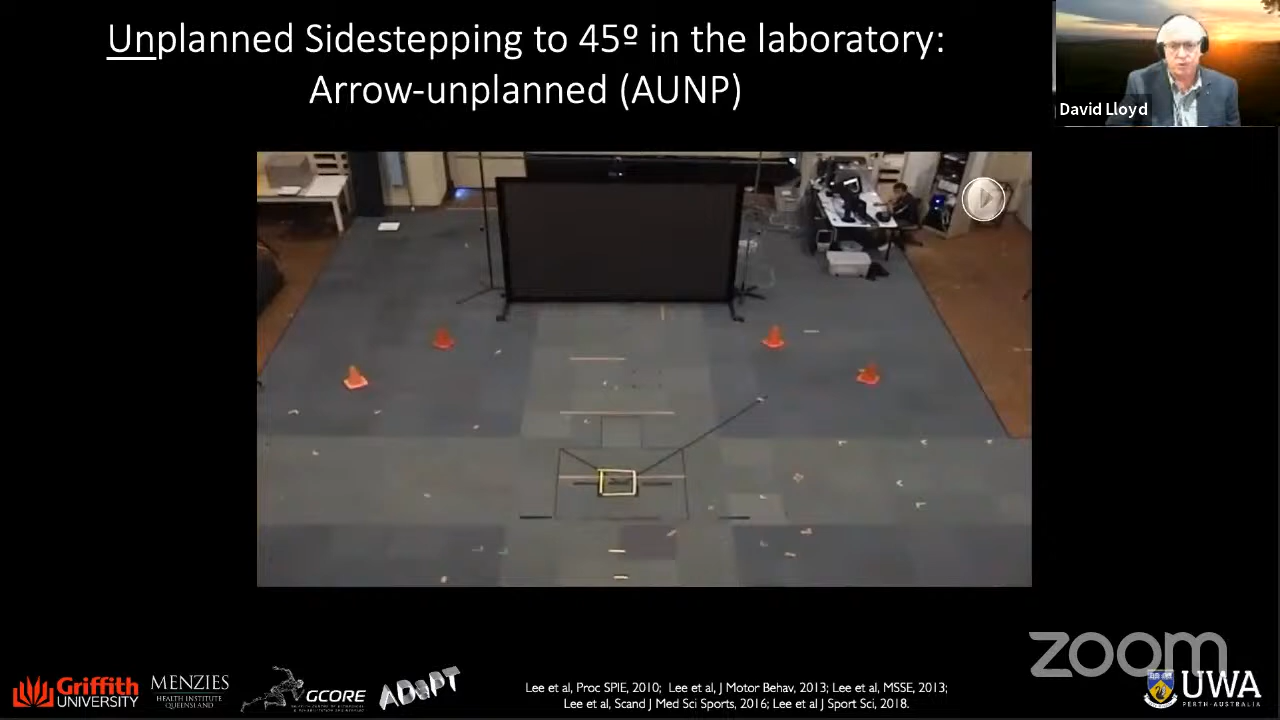 Unplanned Sidestepping to 45º in the laboratory:
Arrow-unplanned (AUNP)
David Lloyd
zoom
Griffith
UNIVERSITY
MENZIES
HEALTH INSTITUTE
QUEENSLAND
GCORE
ADAPT
Lee et al, Proc SPIE, 2010; Lee et al, J Motor Behav, 2013; Lee et al, MSSE, 2013;
Lee et al, Scand J Med Sci Sports, 2016; Lee et al J Sport Sci, 2018.
UWA
PERTH·AUSTRALIA